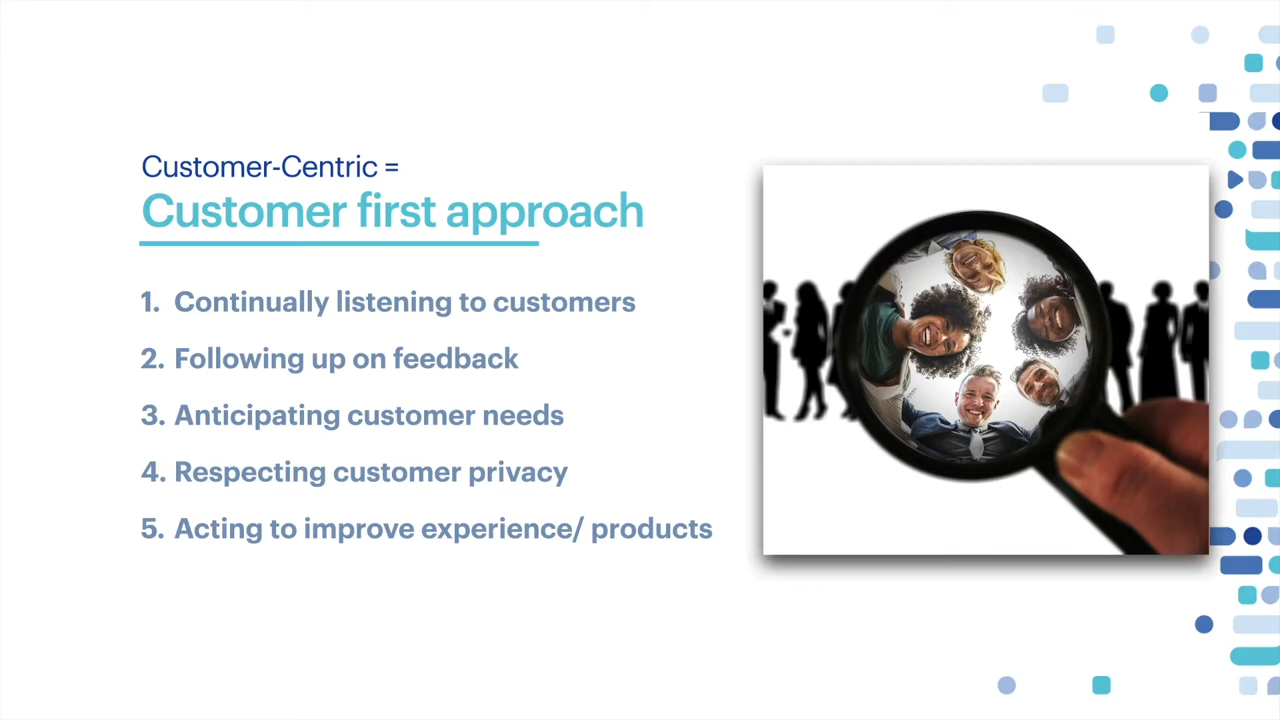 Customer-Centric =
Customer first approach
1. Continually listening to customers
2. Following up on feedback
3. Anticipating customer needs
4. Respecting customer privacy
5. Acting to improve experience/ products